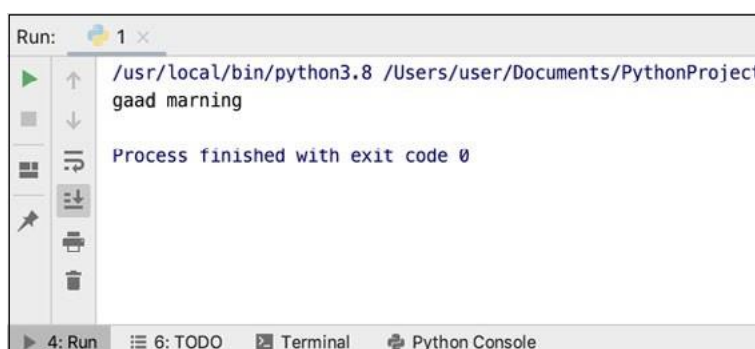 Run: 1 ×
/usr/local/bin/python3.8 /Users/user/Documents/PythonProject
gaad marning
Process finished with exit code 0
4: Run 6: TODO Terminal Python Console